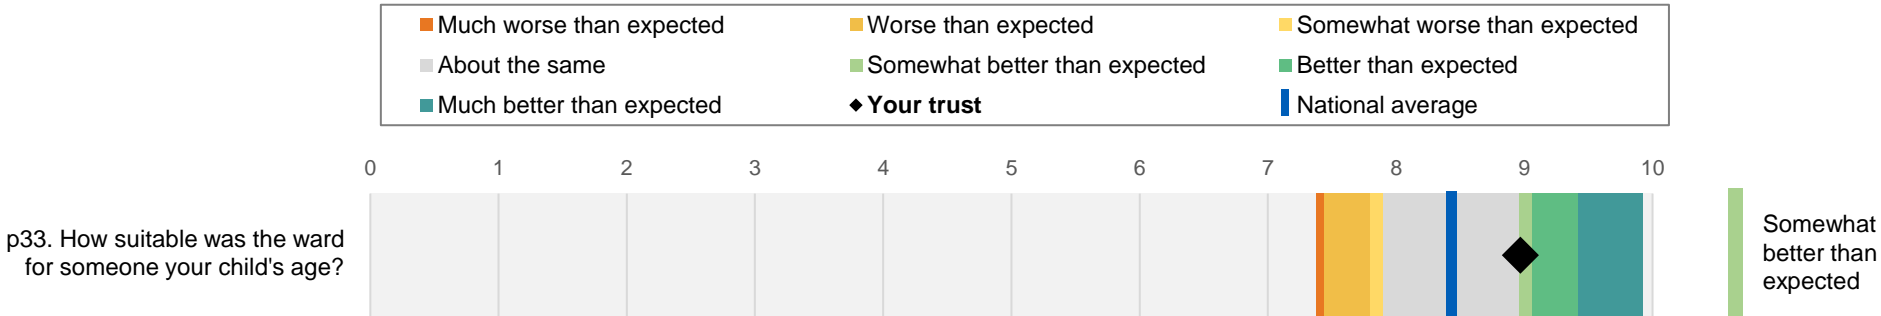 Much worse than expected
Worse than expected
Somewhat worse than expected
About the same
Somewhat better than expected
Better than expected
Much better than expected
Your trust
National average
0 1 2 3 4 5 6 7 8 9 10
p33. How suitable was the ward
for someone your child's age?
Somewhat
better than
expected